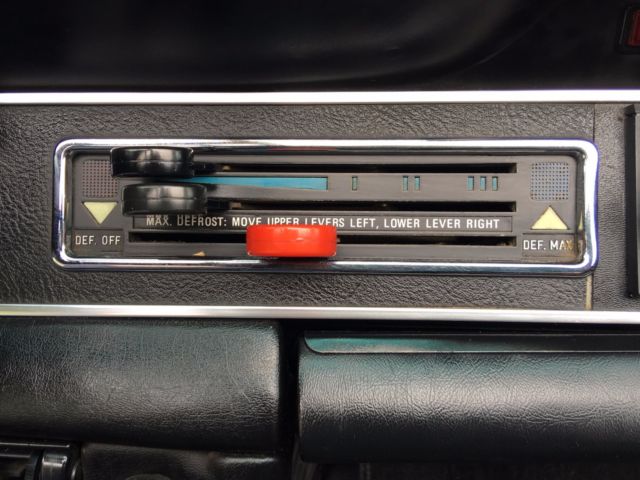 MAX. DEFROST: MOVE UPPER LEVERS LEFT, LOWER LEVER RIGHT
DEF. OFF
DEF. MAX